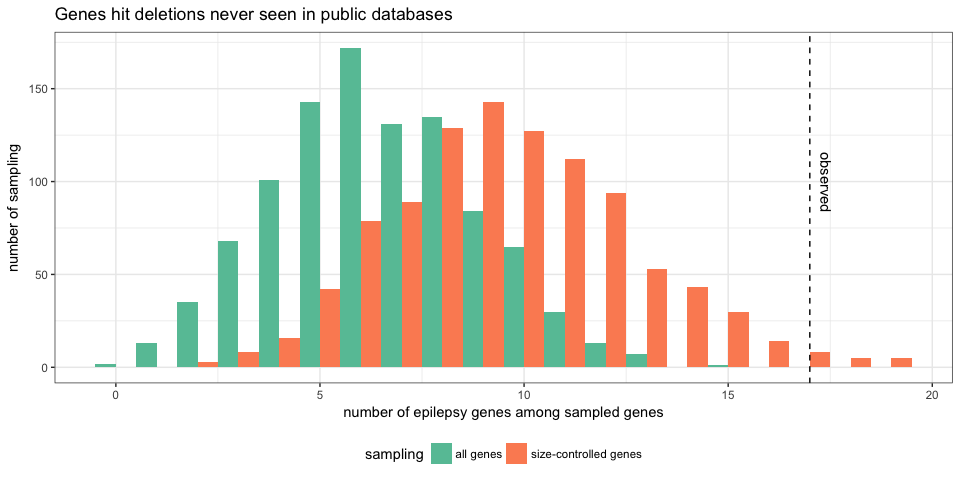 Genes hit deletions never seen in public databases
number of sampling
150
100
50
0
observed
0 5 10 15 20
number of epilepsy genes among sampled genes
sampling all genes size-controlled genes